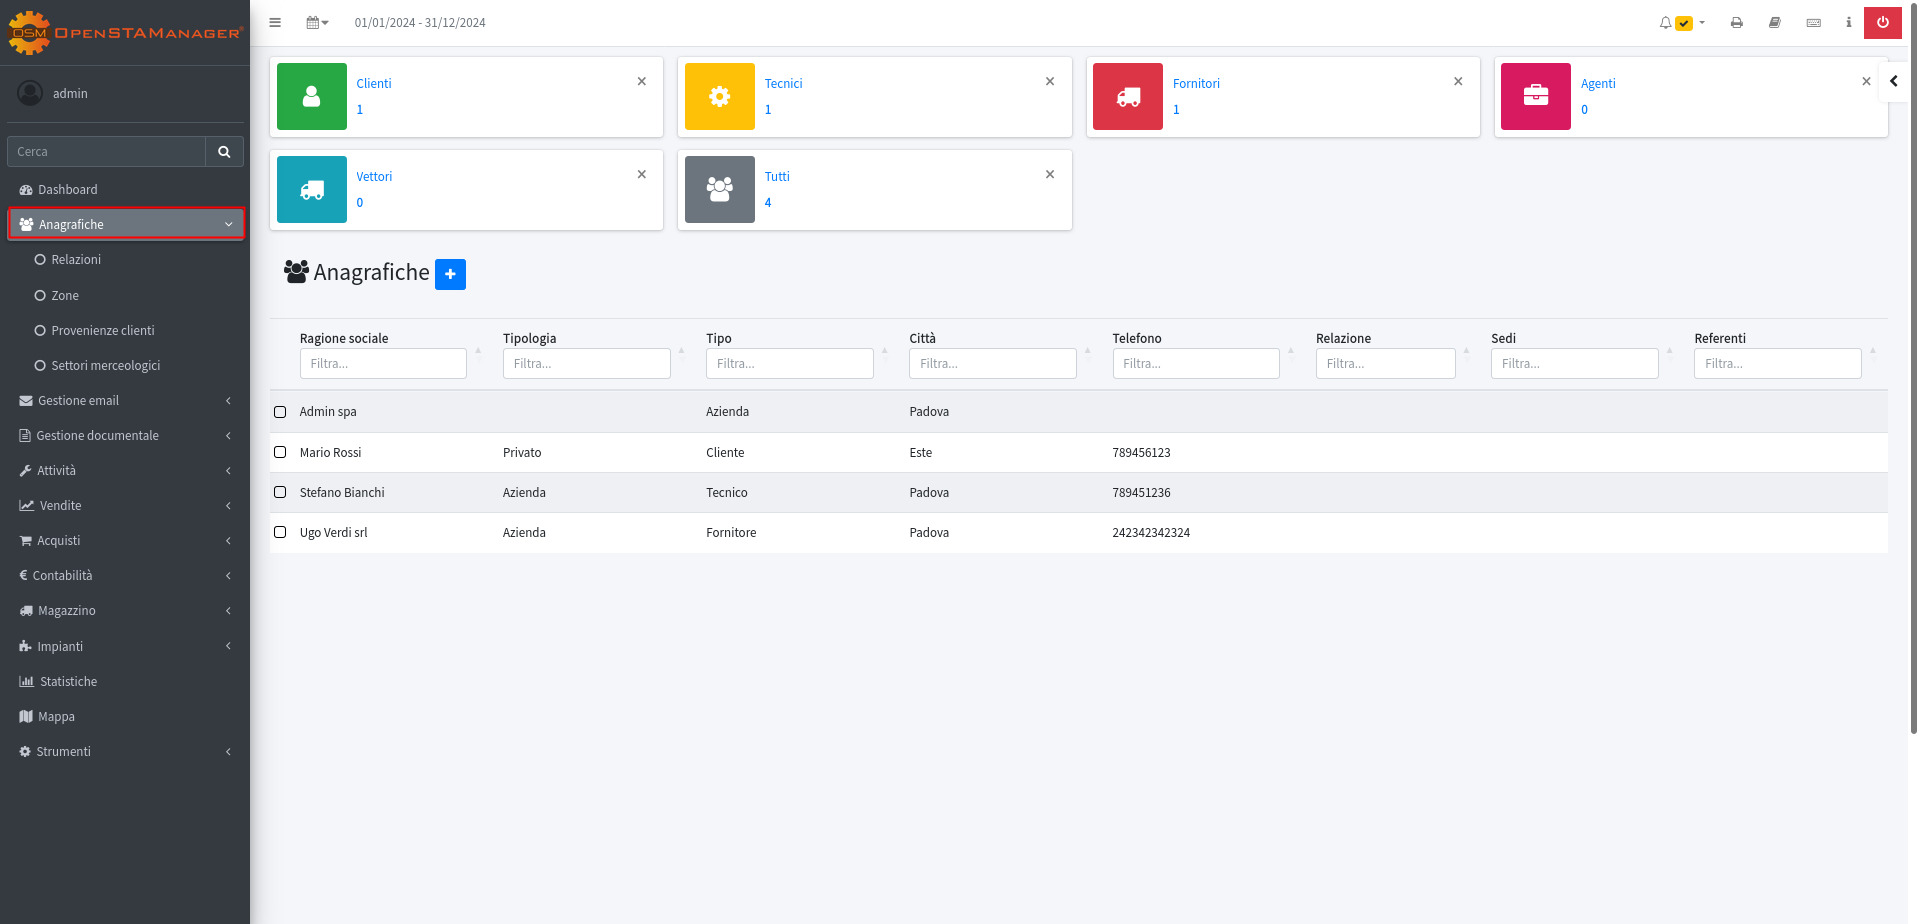 OSM OPENSTAMANAGER®
01/01/2024 - 31/12/2024
admin
Cerca
Dashboard
Anagrafiche
Relazioni
Zone
Provenienze clienti
Settori merceologici
Gestione email
Gestione documentale
Attività
Vendite
Acquisti
Contabilità
Magazzino
Impianti
Statistiche
Mappa
Strumenti
Clienti
1
Tecnici
1
Fornitori
1
Agenti
0
Vettori
0
Tutti
4
Anagrafiche
Ragione sociale Tipologia Tipo Città Telefono Relazione Sedi Referenti
Filtra... Filtra... Filtra... Filtra... Filtra... Filtra... Filtra... Filtra...
Admin spa Azienda Padova
Mario Rossi Privato Cliente Este 789456123
Stefano Bianchi Azienda Tecnico Padova 789451236
Ugo Verdi srl Azienda Fornitore Padova 242342342324